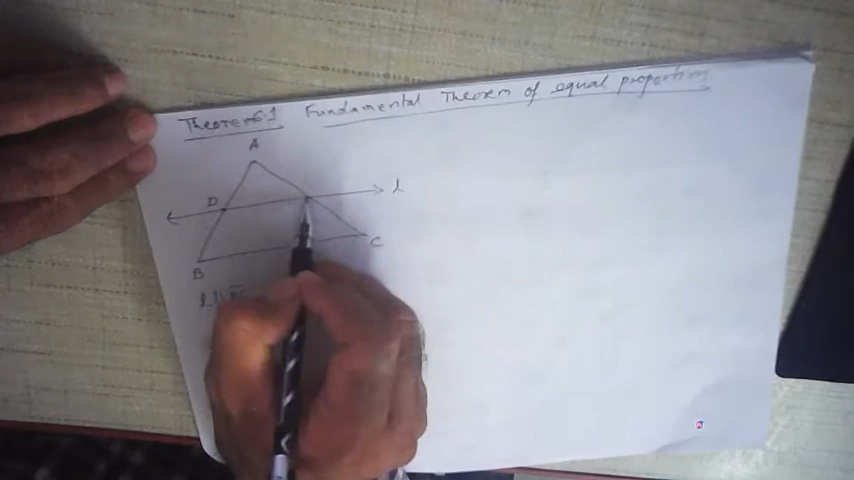 Theorem 6.1 Fundamental Theorem of equal proportion
A
l
D
C
B
l ||